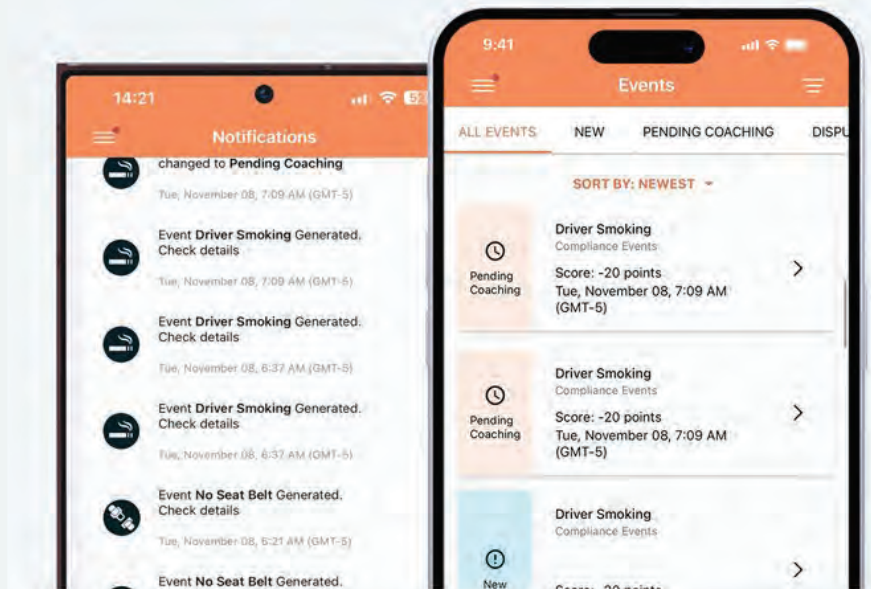 14:21
52
Notifications
changed to Pending Coaching
Tue, November 08, 7:09 AM (GMT-5)
Event Driver Smoking Generated.
Check details
Tue, November 08, 7:09 AM (GMT-5)
Event Driver Smoking Generated.
Check details
Tue, November 08, 6:37 AM (GMT-5)
Event Driver Smoking Generated.
Check details
Tue, November 08, 6:37 AM (GMT-5)
Event No Seat Belt Generated.
Check details
Tue, November 08, 6:21 AM (GMT-5)
Event No Seat Belt Generated.
9:41
Events
ALL EVENTS NEW PENDING COACHING DISPU
SORT BY: NEWEST
Pending
Coaching
Driver Smoking
Compliance Events
Score: -20 points
Tue, November 08, 7:09 AM
(GMT-5)
Pending
Coaching
Driver Smoking
Compliance Events
Score: -20 points
Tue, November 08, 7:09 AM
(GMT-5)
New
Driver Smoking
Compliance Events
Score: -20 points